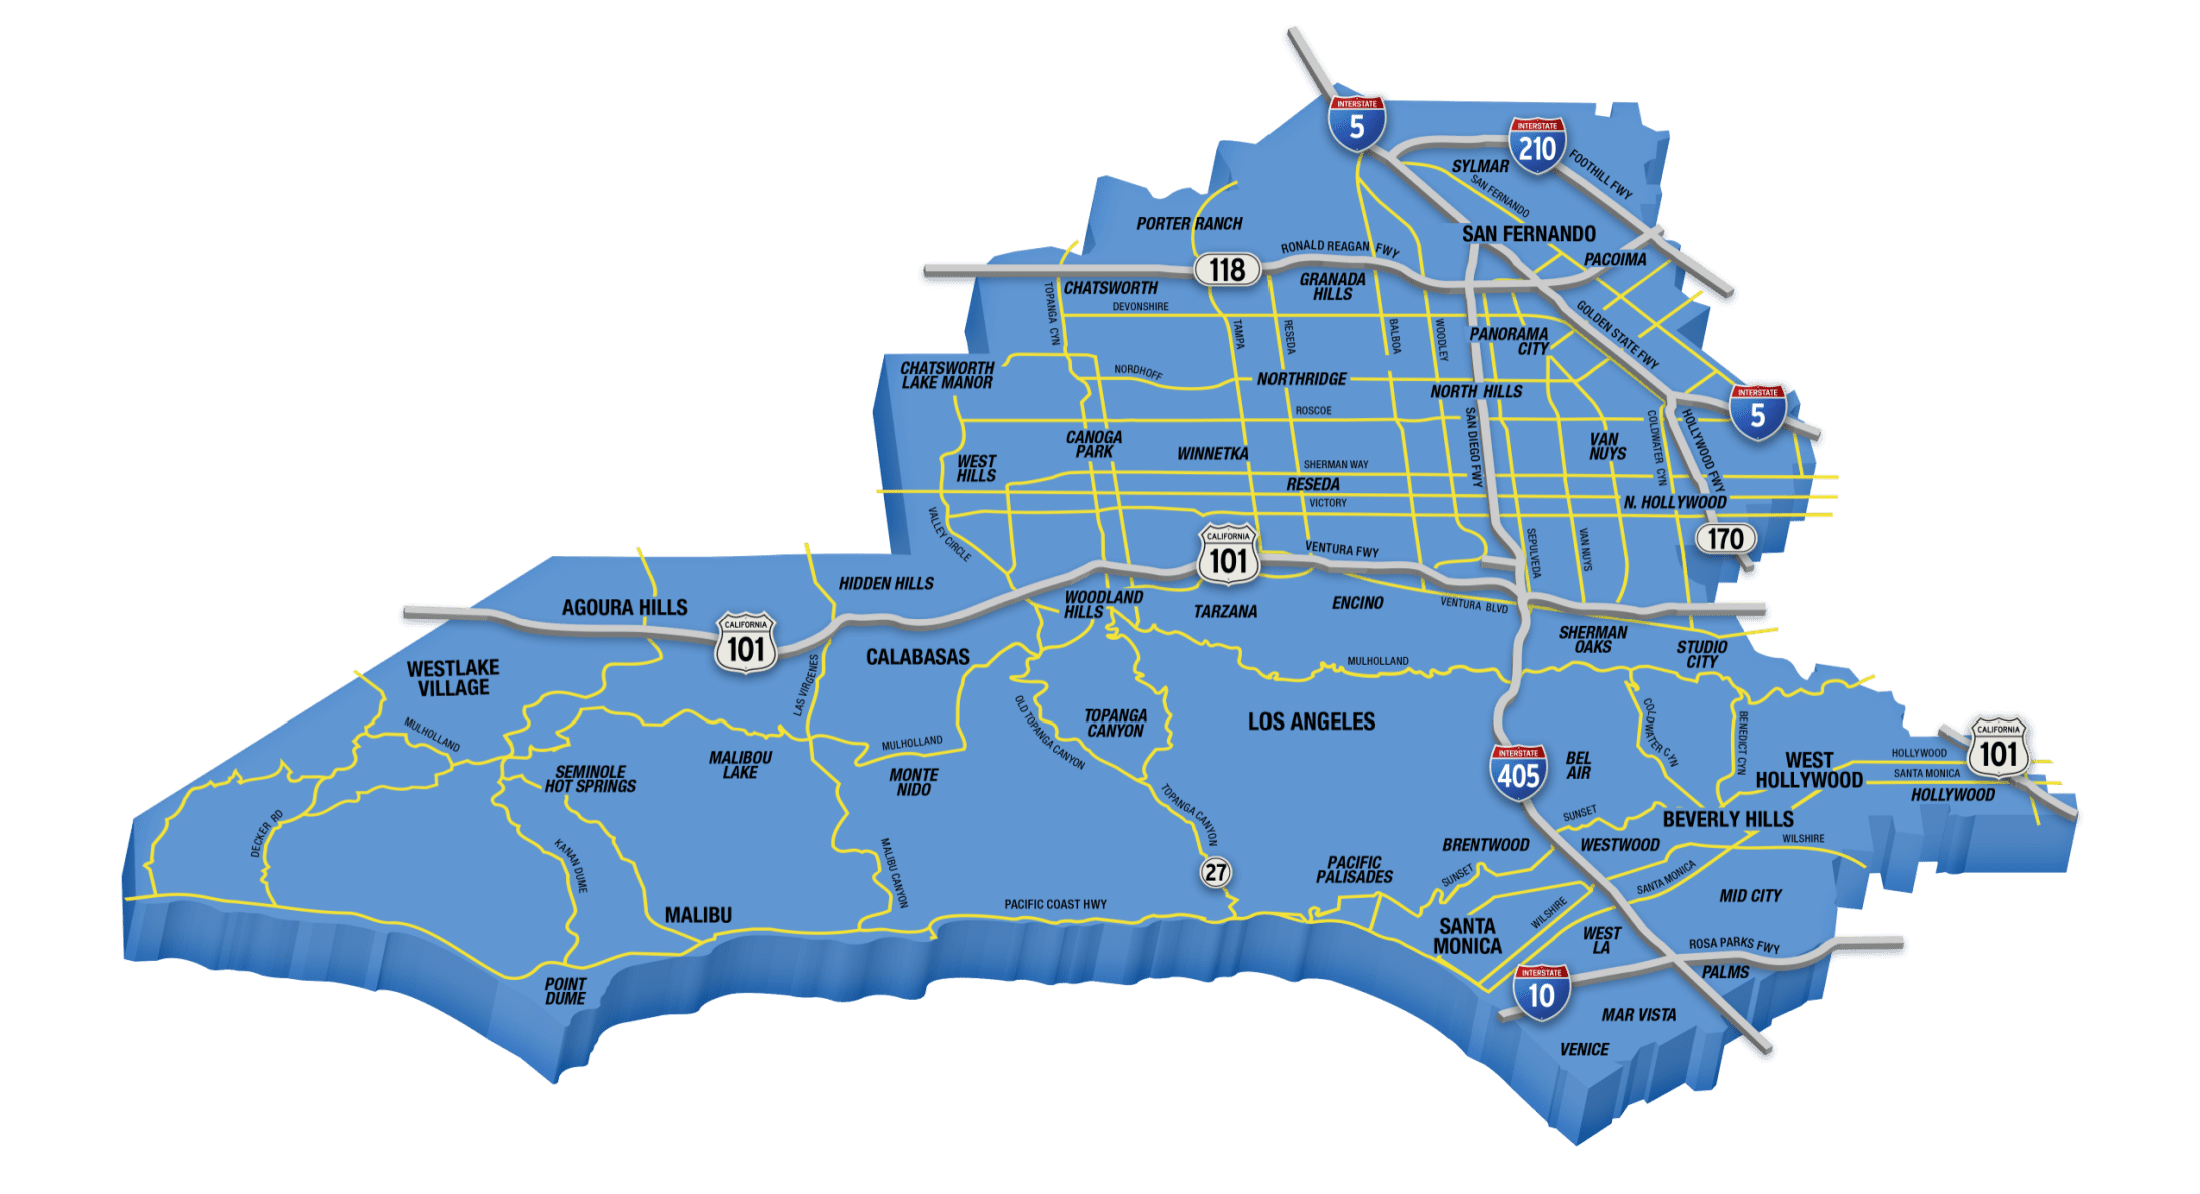 INTERSTATE
5
INTERSTATE
210
FOOTHILL FWY
SYLMAR
SAN FERNANDO
PORTER RANCH
SAN FERNANDO
RONALD REAGAN FWY
PACOIMA
118
CHATSWORTH
GRANADA
HILLS
TOPANGA CYN
DEVONSHIRE
TAMPA
RESEDA
BALBOA
WOODLEY
PANORAMA
CITY
GOLDEN STATE FWY
CHATSWORTH
LAKE MANOR
NORDHOFF
NORTHRIDGE
NORTH HILLS
INTERSTATE
5
ROSCOE
SAN DIEGO FWY
COLDWATER CYN
HOLLYWOOD FWY
CANOGA
PARK
WINNETKA
VAN
NUYS
WEST
HILLS
SHERMAN WAY
RESEDA
VICTORY
N. HOLLYWOOD
VALLEY CIRCLE
170
CALIFORNIA
101
VENTURA FWY
SEPULVEDA
VAN NUYS
HIDDEN HILLS
AGOURA HILLS
WOODLAND
HILLS
TARZANA
ENCINO
VENTURA BLVD
CALIFORNIA
101
SHERMAN
OAKS
STUDIO
CITY
CALABASAS
MULHOLLAND
WESTLAKE
VILLAGE
LAS VIRGENES
OLD TOPANGA CANYON
TOPANGA
CANYON
LOS ANGELES
COLDWATER CYN
BENEDICT CYN
MULHOLLAND
MULHOLLAND
MALIBOU
LAKE
INTERSTATE
405
BEL
AIR
WEST
HOLLYWOOD
HOLLYWOOD
CALIFORNIA
101
SANTA MONICA
HOLLYWOOD
SEMINOLE
HOT SPRINGS
MONTE
NIDO
TOPANGA CANYON
SUNSET
BEVERLY HILLS
DECKER RD
KANAN DUME
MALIBU CANYON
BRENTWOOD
WESTWOOD
WILSHIRE
27
PACIFIC
PALISADES
SUNSET
SANTA MONICA
MID CITY
MALIBU
PACIFIC COAST HWY
WILSHIRE
SANTA
MONICA
WEST
LA
ROSA PARKS FWY
PALMS
POINT
DUME
INTERSTATE
10
MAR VISTA
VENICE